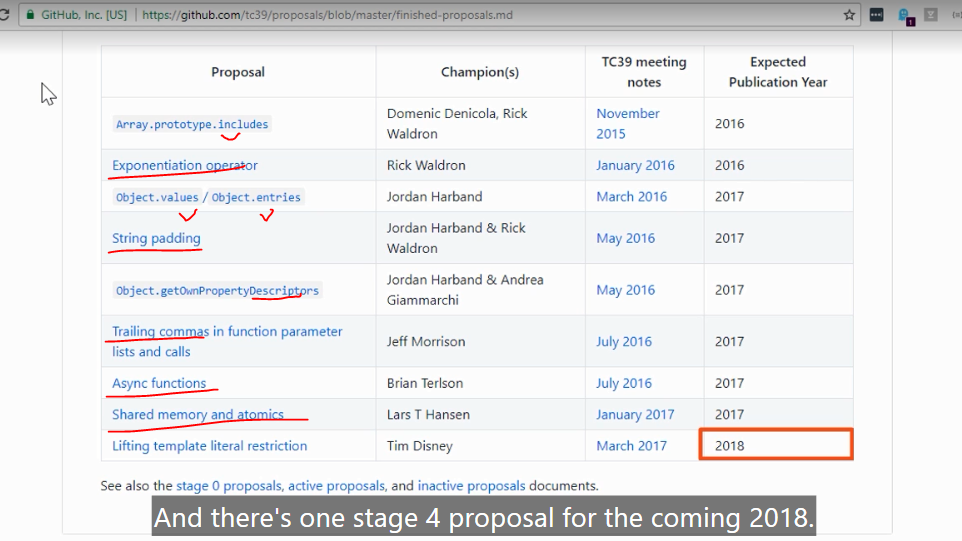 GitHub, Inc. [US] | https://github.com/tc39/proposals/blob/master/finished-proposals.md
Proposal Champion(s) TC39 meeting notes Expected Publication Year
Array.prototype.includes Domenic Denicola, Rick Waldron November 2015 2016
Exponentiation operator Rick Waldron January 2016 2016
Object.values / Object.entries Jordan Harband March 2016 2017
String padding Jordan Harband & Rick Waldron May 2016 2017
Object.getOwnPropertyDescriptors Jordan Harband & Andrea Giammarchi May 2016 2017
Trailing commas in function parameter lists and calls Jeff Morrison July 2016 2017
Async functions Brian Terlson July 2016 2017
Shared memory and atomics Lars T Hansen January 2017 2017
Lifting template literal restriction Tim Disney March 2017 2018
See also the stage 0 proposals, active proposals, and inactive proposals documents.
And there's one stage 4 proposal for the coming 2018.